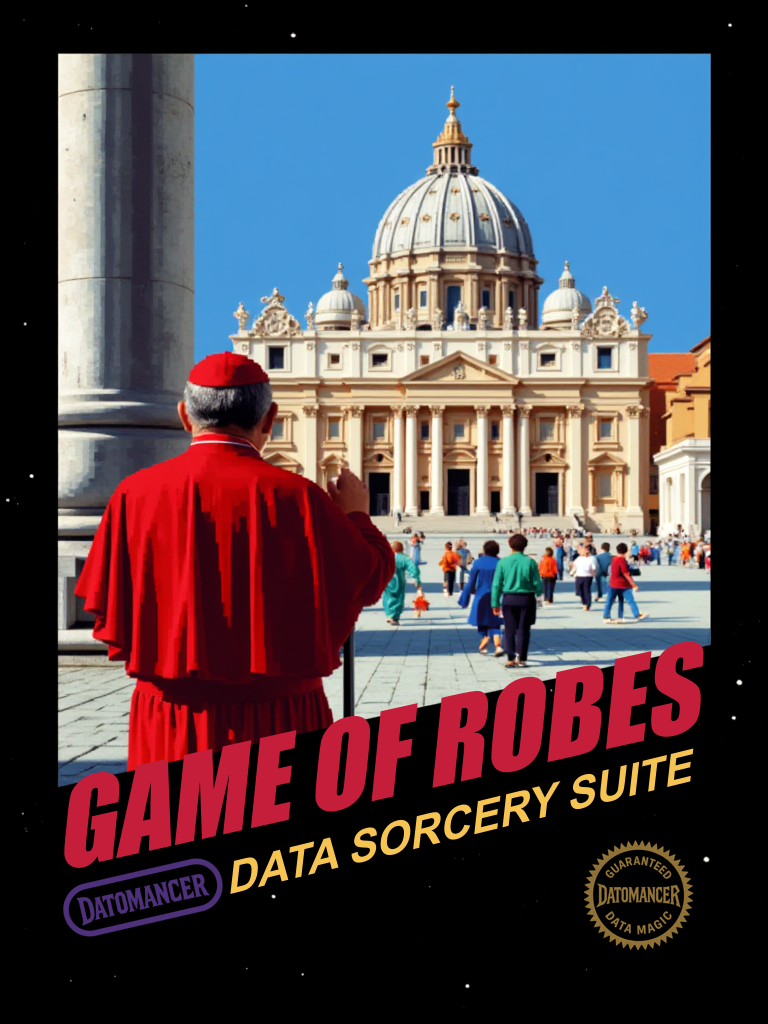 GAME OF ROBES
DATA SORCERY SUITE
DATOMANCER
GUARANTEED
DATOMANCER
DATA MAGIC